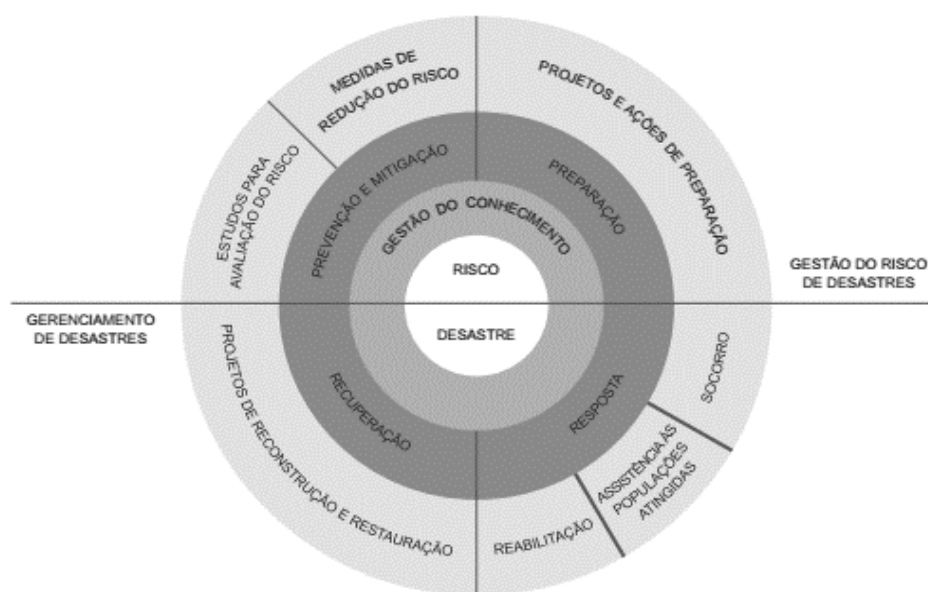 MEDIDAS DE
REDUÇÃO DO RISCO
PROJETOS E AÇÕES DE PREPARAÇÃO
ESTUDOS PARA
AVALIAÇÃO DO RISCO
PREVENÇÃO E MITIGAÇÃO
PREPARAÇÃO
GESTÃO DO CONHECIMENTO
RISCO
GESTÃO DO RISCO
DE DESASTRES
GERENCIAMENTO
DE DESASTRES
DESASTRE
PROJETOS DE RECONSTRUÇÃO E RESTAURAÇÃO
RECUPERAÇÃO
RESPOSTA
SOCORRO
ASSISTÊNCIA ÀS
POPULAÇÕES
ATINGIDAS
REABILITAÇÃO